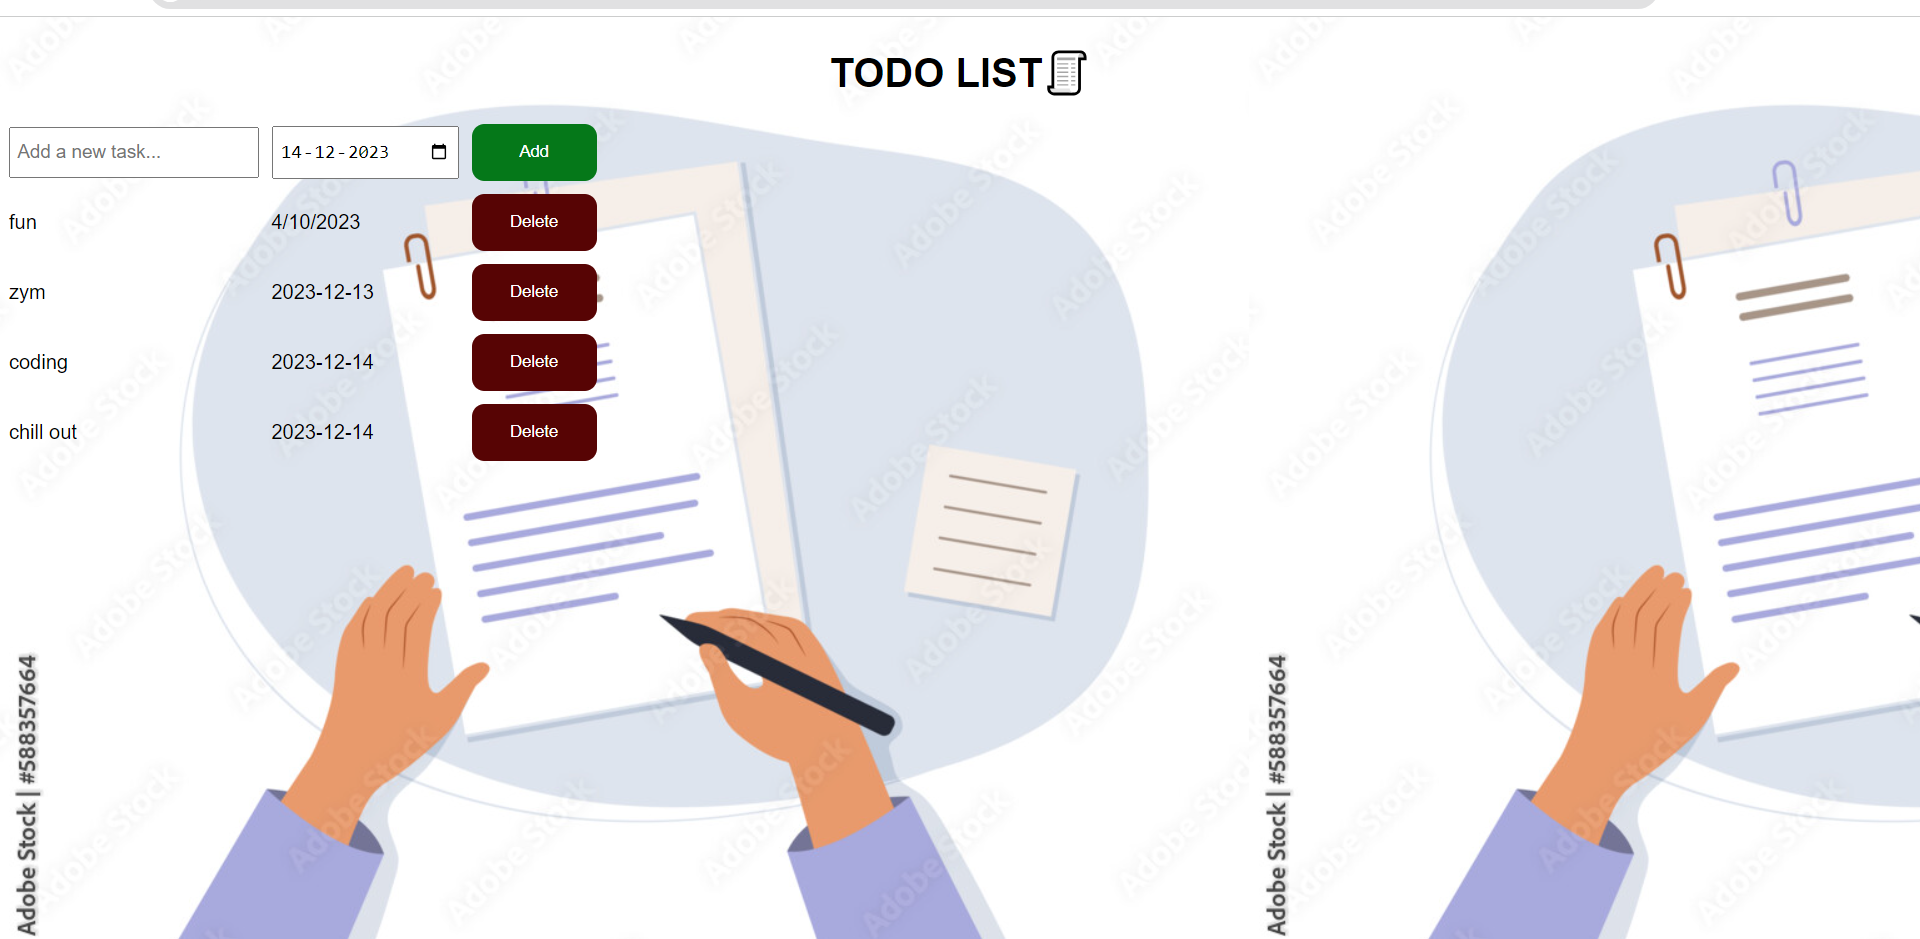 TODO LIST
Add a new task...
14-12-2023
Add
fun
4/10/2023
Delete
zym
2023-12-13
Delete
coding
2023-12-14
Delete
chill out
2023-12-14
Delete
Adobe Stock | #588357664
Adobe Stock | #588357664